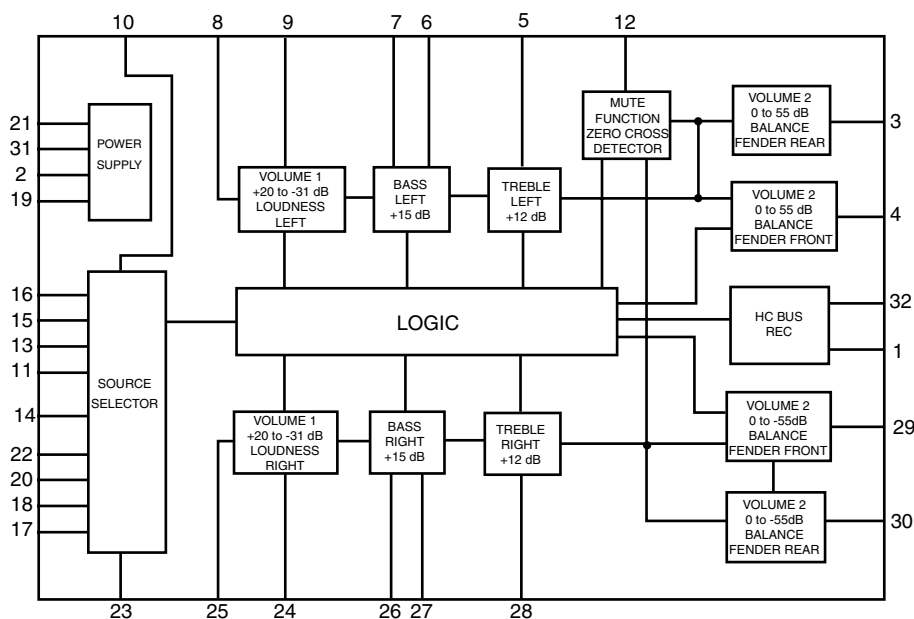 10
8
9
7
6
5
12
21
31
2
19
POWER
SUPPLY
VOLUME 1
+20 to -31 dB
LOUDNESS
LEFT
BASS
LEFT
+15 dB
TREBLE
LEFT
+12 dB
MUTE
FUNCTION
ZERO CROSS
DETECTOR
VOLUME 2
0 to 55 dB
BALANCE
FENDER REAR
3
VOLUME 2
0 to 55 dB
BALANCE
FENDER FRONT
4
16
15
13
11
14
22
20
18
17
SOURCE
SELECTOR
LOGIC
HC BUS
REC
32
1
VOLUME 1
+20 to -31 dB
LOUDNESS
RIGHT
BASS
RIGHT
+15 dB
TREBLE
RIGHT
+12 dB
VOLUME 2
0 to -55dB
BALANCE
FENDER FRONT
29
VOLUME 2
0 to -55dB
BALANCE
FENDER REAR
30
23
25
24
26
27
28